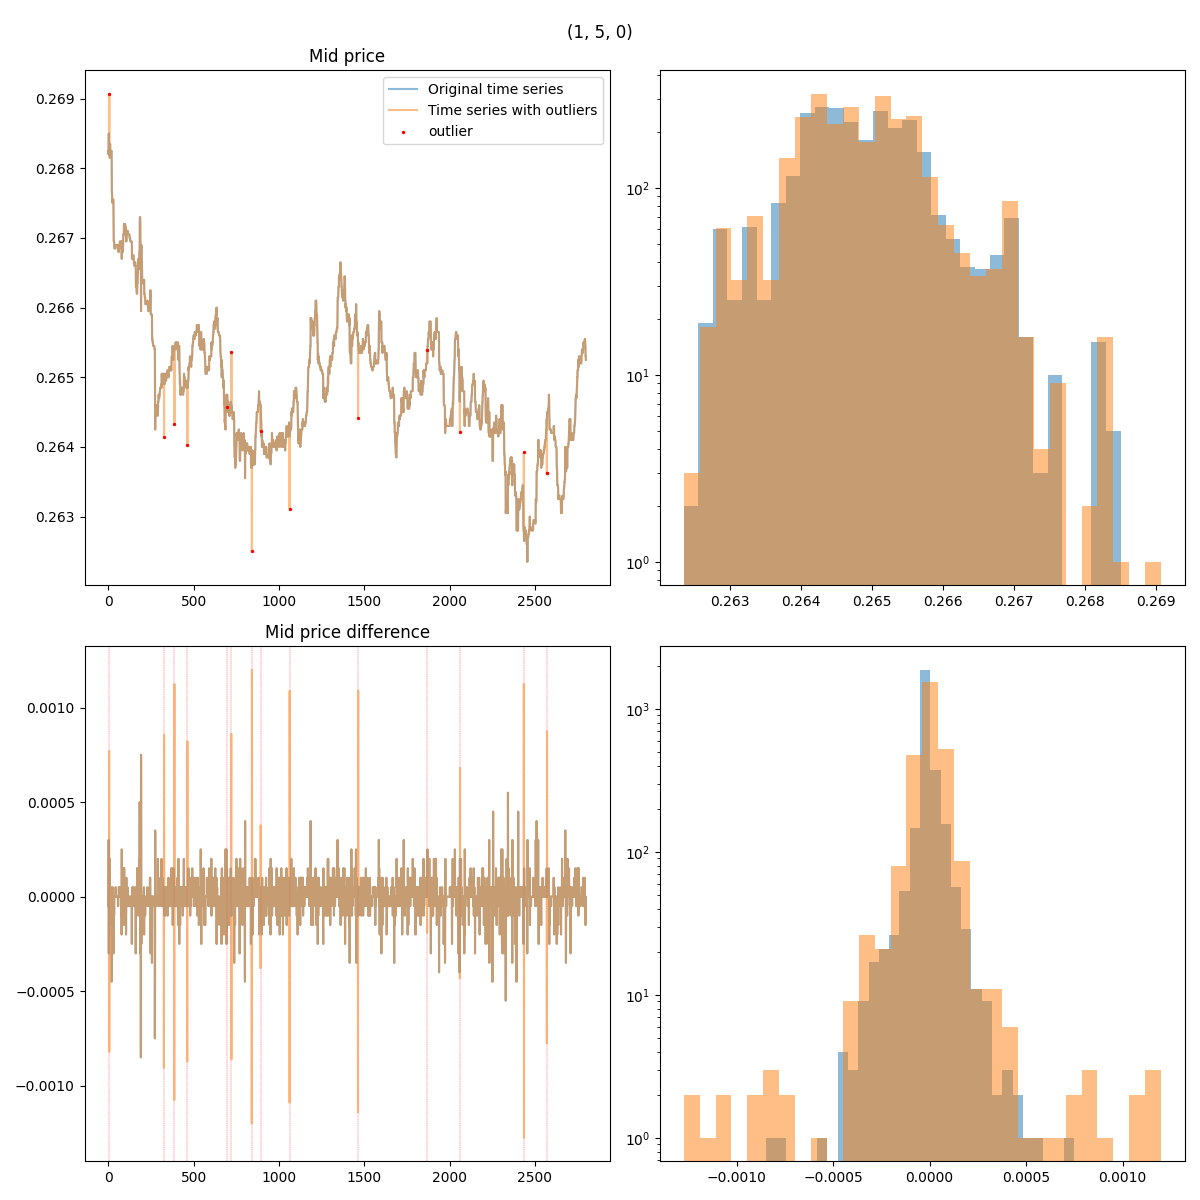 (1, 5, 0)
Mid price
Original time series
Time series with outliers
outlier
0.269
0.268
0.267
0.266
0.265
0.264
0.263
0 500 1000 1500 2000 2500
10²
10¹
10⁰
0.263 0.264 0.265 0.266 0.267 0.268 0.269
Mid price difference
0.0010
0.0005
0.0000
−0.0005
−0.0010
0 500 1000 1500 2000 2500
10³
10²
10¹
10⁰
−0.0010 −0.0005 0.0000 0.0005 0.0010